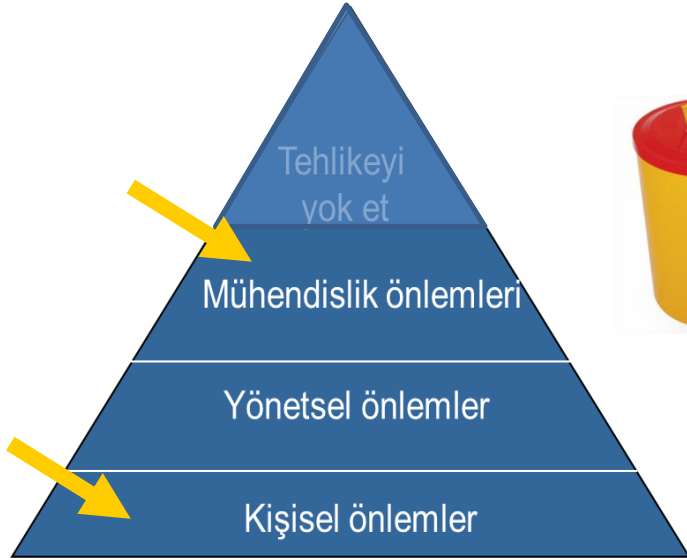 Tehlikeyi
yok et
Mühendislik önlemleri
Yönetsel önlemler
Kişisel önlemler